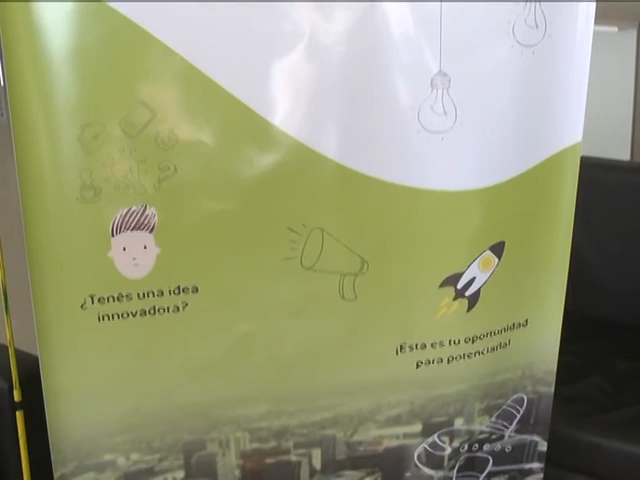 ¿Tenés una idea
innovadora?
¡Esta es tu oportunidad
para potenciarla!